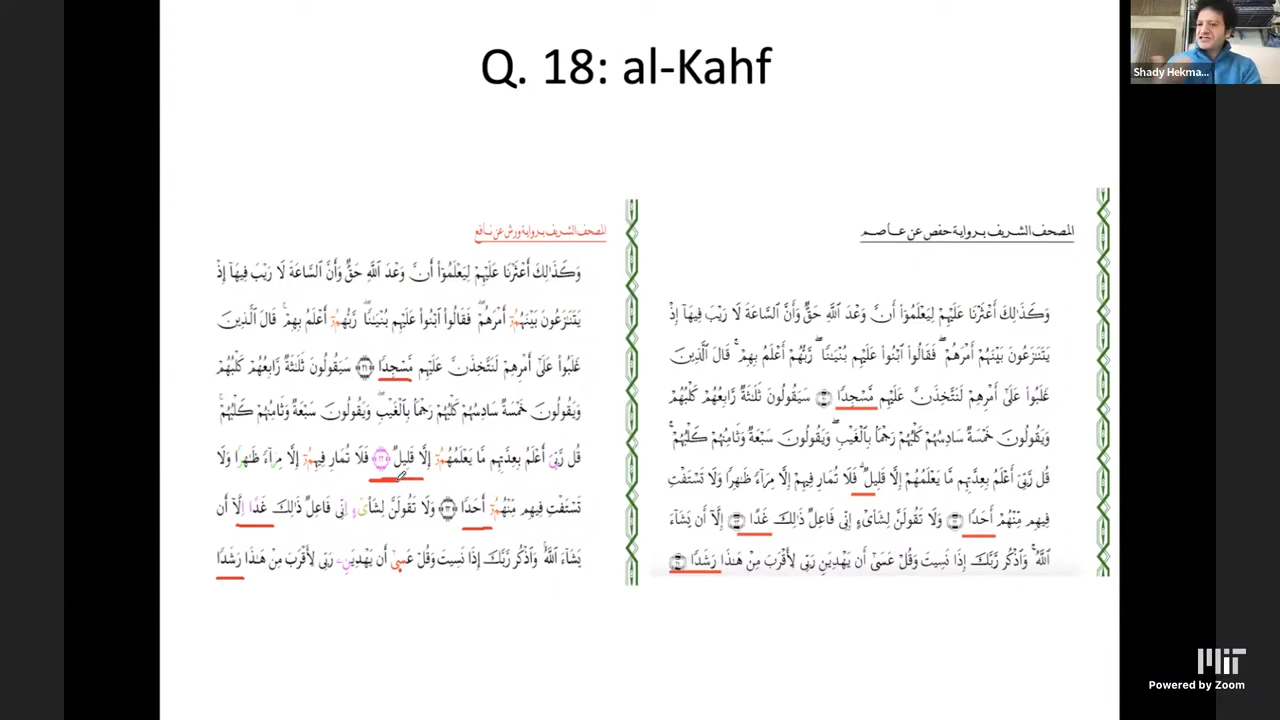 Q. 18: al-Kahf
Shady Hekma...
المصحف الشريف برواية حفص عن عاصم
وَكَذَٰلِكَ أَعْثَرْنَا عَلَيْهِمْ لِيَعْلَمُوٓا۟ أَنَّ وَعْدَ ٱللَّهِ حَقٌّ وَأَنَّ ٱلسَّاعَةَ لَا رَيْبَ فِيهَآ إِذْ
يَتَنَـٰزَعُونَ بَيْنَهُمْ أَمْرَهُمْ ۖ فَقَالُوا۟ ٱبْنُوا۟ عَلَيْهِم بُنْيَـٰنًا ۖ رَّبُّهُمْ أَعْلَمُ بِهِمْ ۚ قَالَ ٱلَّذِينَ
غَلَبُوا۟ عَلَىٰٓ أَمْرِهِمْ لَنَتَّخِذَنَّ عَلَيْهِم مَّسْجِدًا ۝ سَيَقُولُونَ ثَلَـٰثَةٌ رَّابِعُهُمْ كَلْبُهُمْ
وَيَقُولُونَ خَمْسَةٌ سَادِسُهُمْ كَلْبُهُمْ رَجْمًۢا بِٱلْغَيْبِ ۖ وَيَقُولُونَ سَبْعَةٌ وَثَامِنُهُمْ كَلْبُهُمْ ۚ
قُل رَّبِّىٓ أَعْلَمُ بِعِدَّتِهِم مَّا يَعْلَمُهُمْ إِلَّا قَلِيلٌ ۗ فَلَا تُمَارِ فِيهِمْ إِلَّا مِرَآءً ظَـٰهِرًا وَلَا تَسْتَفْتِ
فِيهِم مِّنْهُمْ أَحَدًا ۝ وَلَا تَقُولَنَّ لِشَا۟ىْءٍ إِنِّى فَاعِلٌ ذَٰلِكَ غَدًا ۝ إِلَّآ أَن يَشَآءَ
ٱللَّهُ ۚ وَٱذْكُر رَّبَّكَ إِذَا نَسِيتَ وَقُلْ عَسَىٰٓ أَن يَهْدِيَنِ رَبِّى لِأَقْرَبَ مِنْ هَـٰذَا رَشَدًا ۝
المصحف الشريف برواية ورش عن نافع
وَكَذَٰلِكَ أَعْثَرْنَا عَلَيْهِمْ لِيَعْلَمُوٓا۟ أَنَّ وَعْدَ ٱللَّهِ حَقٌّ وَأَنَّ ٱلسَّاعَةَ لَا رَيْبَ فِيهَآ إِذْ
يَتَنَـٰزَعُونَ بَيْنَهُمُۥٓ أَمْرَهُمْ ۖ فَقَالُوا۟ ٱبْنُوا۟ عَلَيْهِم بُنْيَـٰنًا ۖ رَّبُّهُمُۥٓ أَعْلَمُ بِهِمْ ۚ قَالَ ٱلَّذِينَ
غَلَبُوا۟ عَلَىٰٓ أَمْرِهِمْ لَنَتَّخِذَنَّ عَلَيْهِم مَّسْجِدًا ۝٢١ سَيَقُولُونَ ثَلَـٰثَةٌ رَّابِعُهُمْ كَلْبُهُمْ
وَيَقُولُونَ خَمْسَةٌ سَادِسُهُمْ كَلْبُهُمْ رَجْمًۢا بِٱلْغَيْبِ ۖ وَيَقُولُونَ سَبْعَةٌ وَثَامِنُهُمْ كَلْبُهُمْ ۚ
قُل رَّبِّىَ أَعْلَمُ بِعِدَّتِهِم مَّا يَعْلَمُهُمُۥٓ إِلَّا قَلِيلٌ ۝٢٢ فَلَا تُمَارِ فِيهِمُۥٓ إِلَّا مِرَآءً ظَـٰهِرًا وَلَا
تَسْتَفْتِ فِيهِم مِّنْهُمُۥٓ أَحَدًا ۝ وَلَا تَقُولَنَّ لِشَا۟ىْءٍ إِنِّى فَاعِلٌ ذَٰلِكَ غَدًا اِلَّآ أَن
يَشَآءَ ٱللَّهُ ۚ وَٱذْكُر رَّبَّكَ إِذَا نَسِيتَ وَقُلْ عَسَىٰٓ أَن يَهْدِيَنِۦ رَبِّى لِأَقْرَبَ مِنْ هَـٰذَا رَشَدًا
MIT
Powered by Zoom